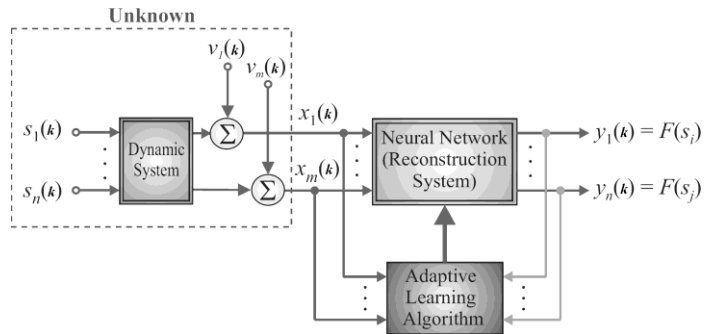 Unknown
v₁(k)
vₘ(k)
s₁(k)
sₙ(k)
Dynamic
System
Σ
Σ
x₁(k)
xₘ(k)
Neural Network
(Reconstruction
System)
y₁(k) = F(sᵢ)
yₙ(k) = F(sⱼ)
Adaptive
Learning
Algorithm